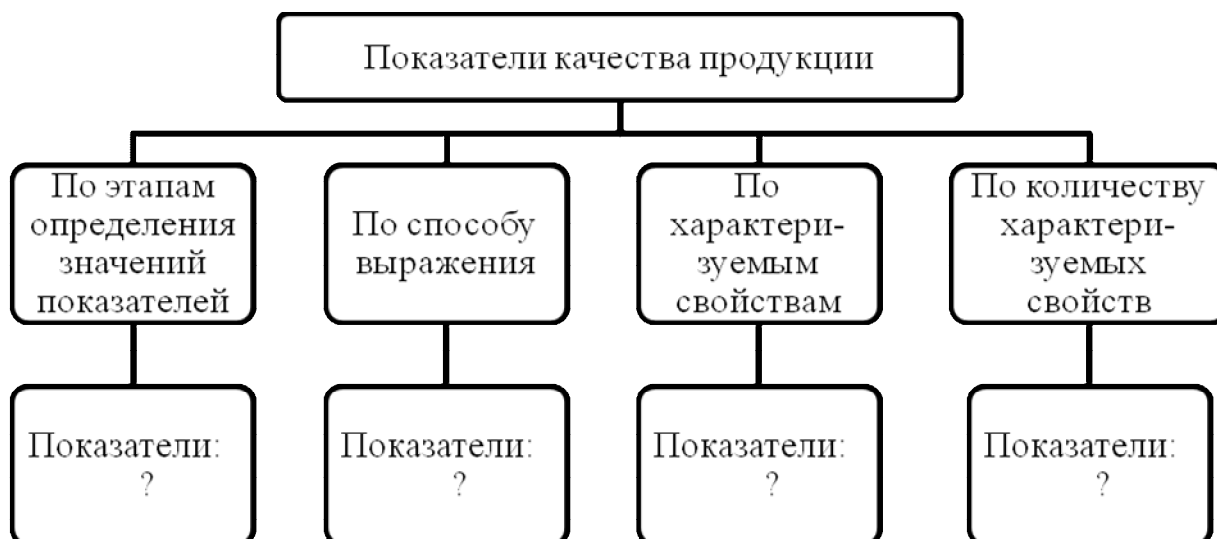 Показатели качества продукции
По этапам
определения
значений
показателей
По способу
выражения
По
характери-
зуемым
свойствам
По количеству
характери-
зуемых
свойств
Показатели:
?
Показатели:
?
Показатели:
?
Показатели:
?